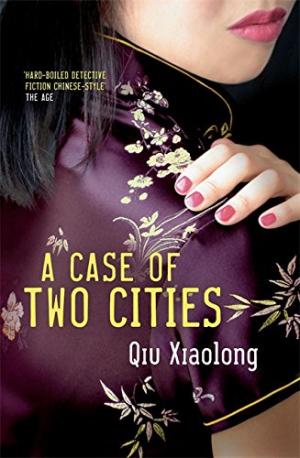 'HARD-BOILED DETECTIVE
FICTION CHINESE-STYLE'
THE AGE
A CASE OF
TWO CITIES
Qiu Xiaolong